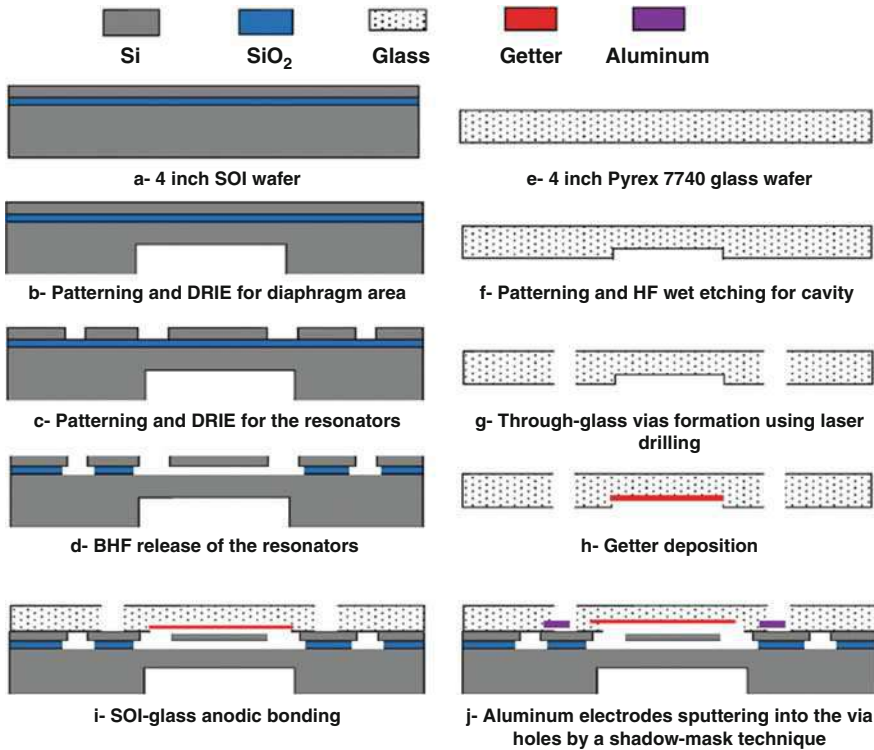 Si
SiO₂
Glass
Getter
Aluminum
a- 4 inch SOI wafer
e- 4 inch Pyrex 7740 glass wafer
b- Patterning and DRIE for diaphragm area
f- Patterning and HF wet etching for cavity
c- Patterning and DRIE for the resonators
g- Through-glass vias formation using laser
drilling
d- BHF release of the resonators
h- Getter deposition
i- SOI-glass anodic bonding
j- Aluminum electrodes sputtering into the via
holes by a shadow-mask technique